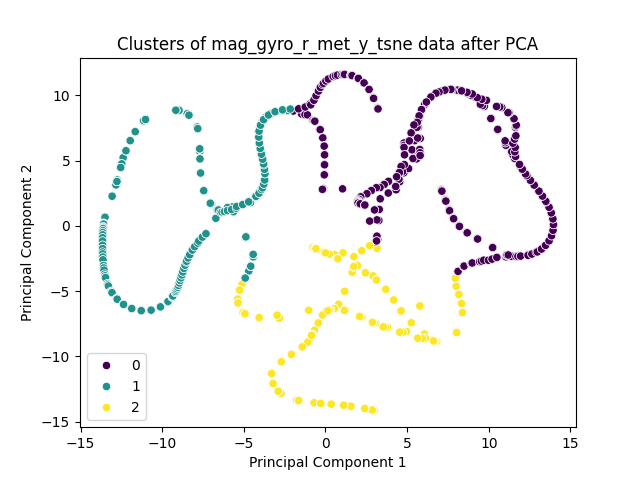 Clusters of mag_gyro_r_met_y_tsne data after PCA
Principal Component 2
10
5
0
−5
−10
−15
0
1
2
−15 −10 −5 0 5 10 15
Principal Component 1